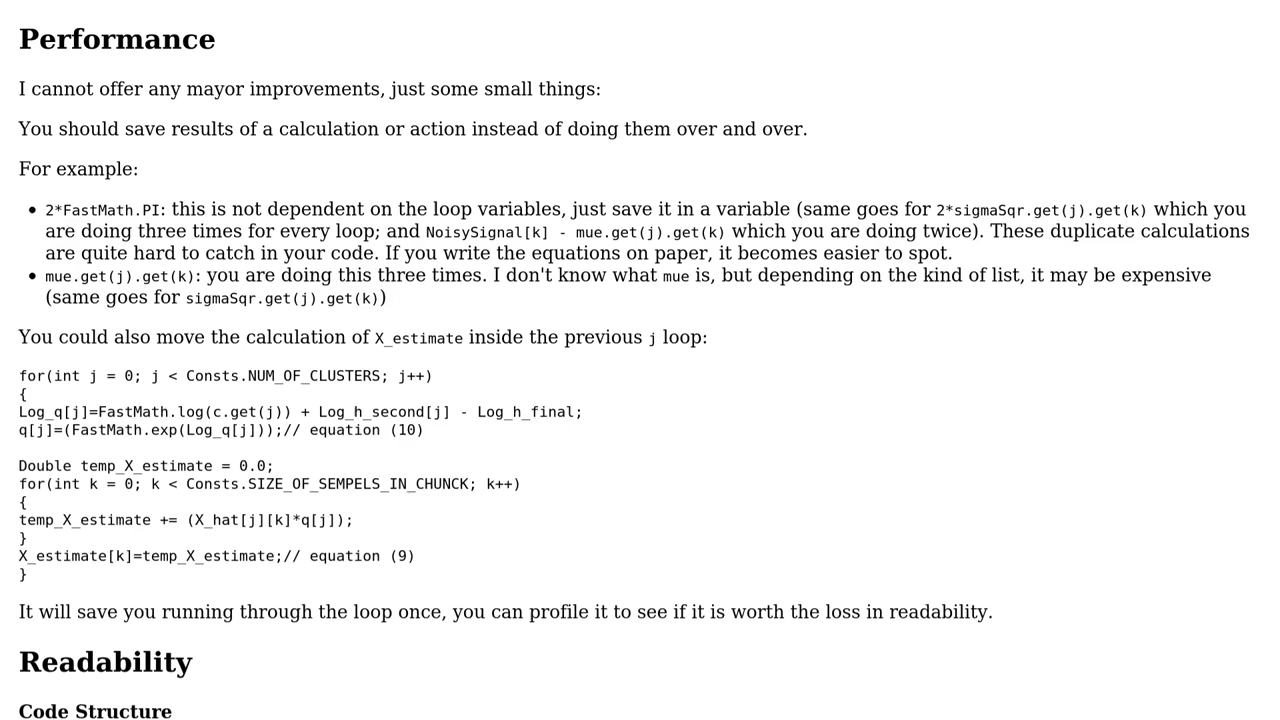 Performance
I cannot offer any mayor improvements, just some small things:
You should save results of a calculation or action instead of doing them over and over.
For example:
• 2*FastMath.PI: this is not dependent on the loop variables, just save it in a variable (same goes for 2*sigmaSqr.get(j).get(k) which you
are doing three times for every loop; and NoisySignal[k] - mue.get(j).get(k) which you are doing twice). These duplicate calculations
are quite hard to catch in your code. If you write the equations on paper, it becomes easier to spot.
• mue.get(j).get(k): you are doing this three times. I don't know what mue is, but depending on the kind of list, it may be expensive
(same goes for sigmaSqr.get(j).get(k))
You could also move the calculation of X_estimate inside the previous j loop:
for(int j = 0; j < Consts.NUM_OF_CLUSTERS; j++)
{
Log_q[j]=FastMath.log(c.get(j)) + Log_h_second[j] - Log_h_final;
q[j]=(FastMath.exp(Log_q[j]));// equation (10)
Double temp_X_estimate = 0.0;
for(int k = 0; k < Consts.SIZE_OF_SEMPELS_IN_CHUNCK; k++)
{
temp_X_estimate += (X_hat[j][k]*q[j]);
}
X_estimate[k]=temp_X_estimate;// equation (9)
}
It will save you running through the loop once, you can profile it to see if it is worth the loss in readability.
Readability
Code Structure